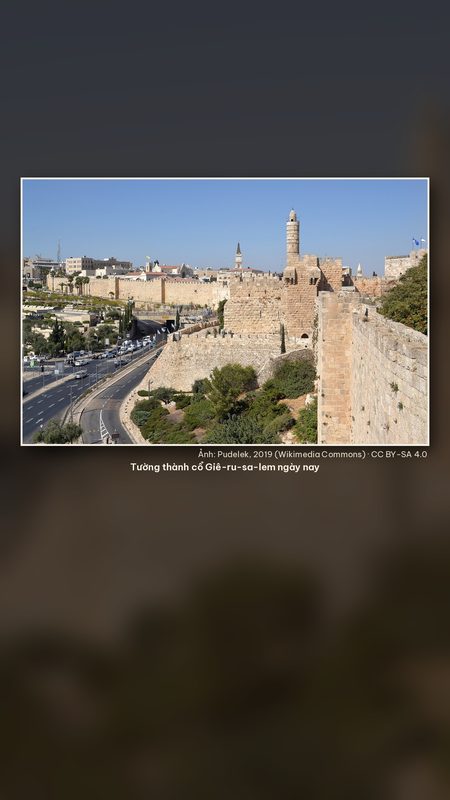 Ảnh: Pudelek, 2019 (Wikimedia Commons) · CC BY-SA 4.0
Tường thành cổ Giê-ru-sa-lem ngày nay